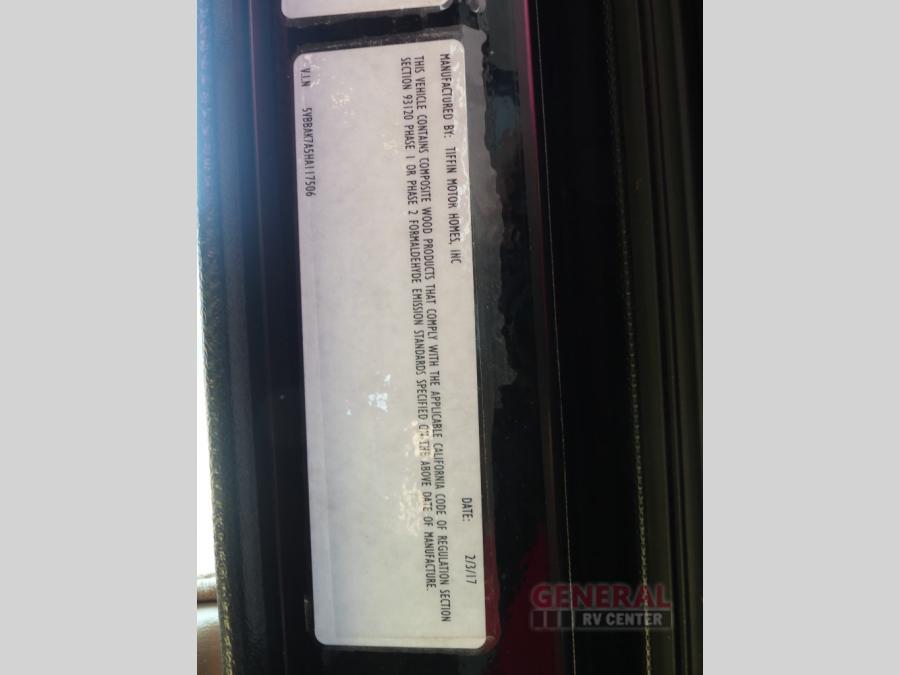 MANUFACTURED BY: TIFFIN MOTOR HOMES, INC
DATE: 2/3/17
THIS VEHICLE CONTAINS COMPOSITE WOOD PRODUCTS THAT COMPLY WITH THE APPLICABLE CALIFORNIA CODE OF REGULATION SECTION
SECTION 93120 PHASE 1 OR PHASE 2 FORMALDEHYDE EMISSION STANDARDS SPECIFIED ON THE ABOVE DATE OF MANUFACTURE.
V.I.N 5VBBAK7A5HA117506
GENERAL
RV CENTER